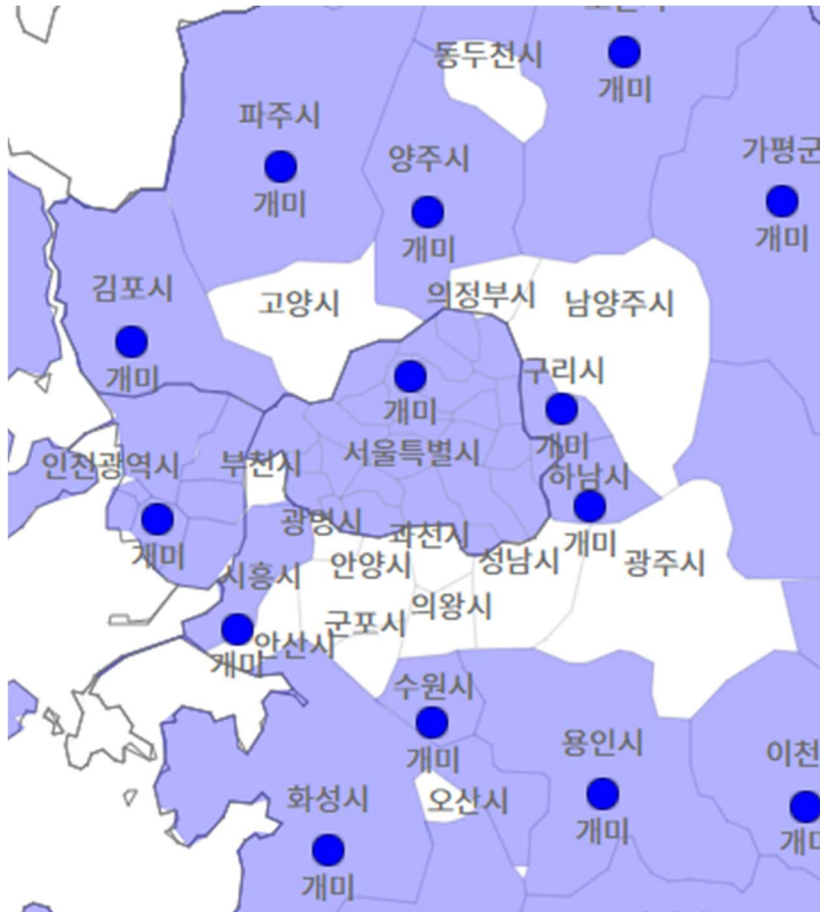 동두천시
개미
파주시
가평군
양주시
개미
개미
개미
김포시
의정부시
고양시
남양주시
구리시
개미
개미
개미
서울특별시
인천광역시
부천시
하남시
광명시
과천시
개미
개미
안양시
성남시
광주시
시흥시
의왕시
군포시
안산시
개미
수원시
용인시
개미
이천
화성시
오산시
개미
개미